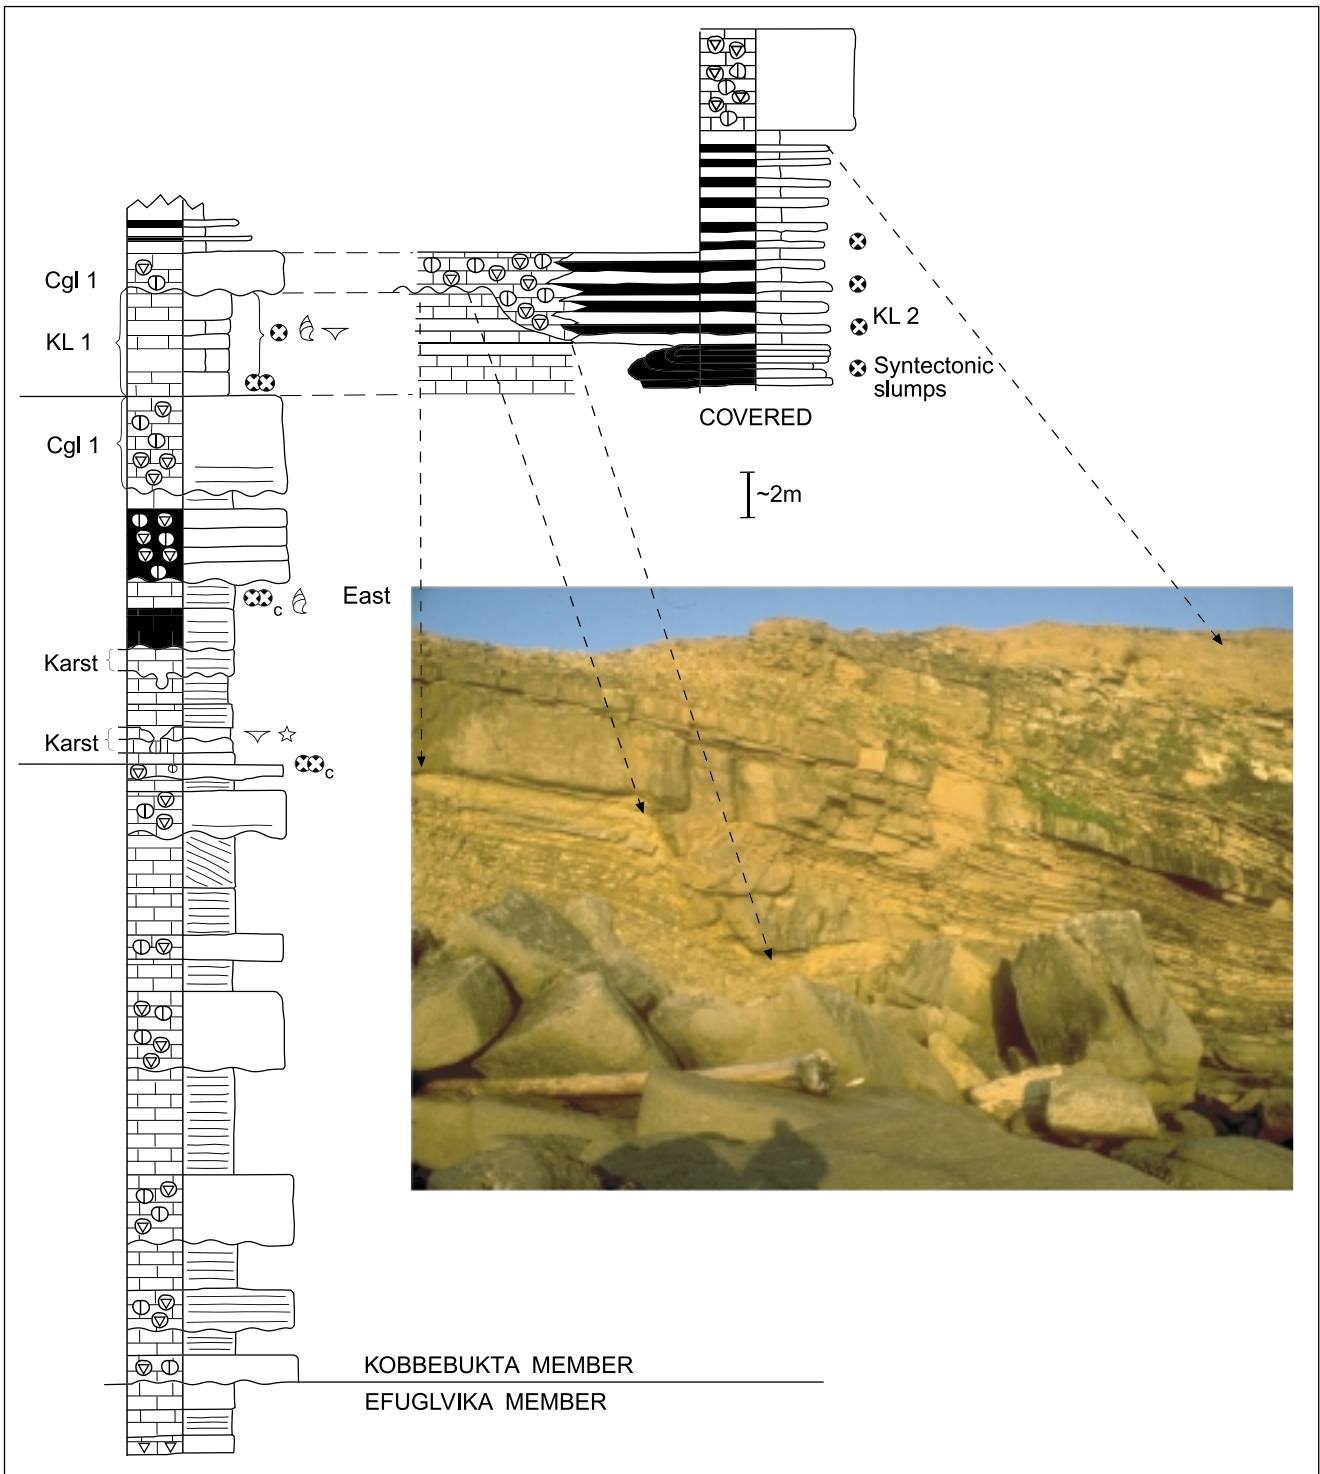 Cgl 1
KL 1
KL 2
Syntectonic
slumps
COVERED
Cgl 1
~2m
c
East
Karst
Karst
c
KOBBEBUKTA MEMBER
EFUGLVIKA MEMBER